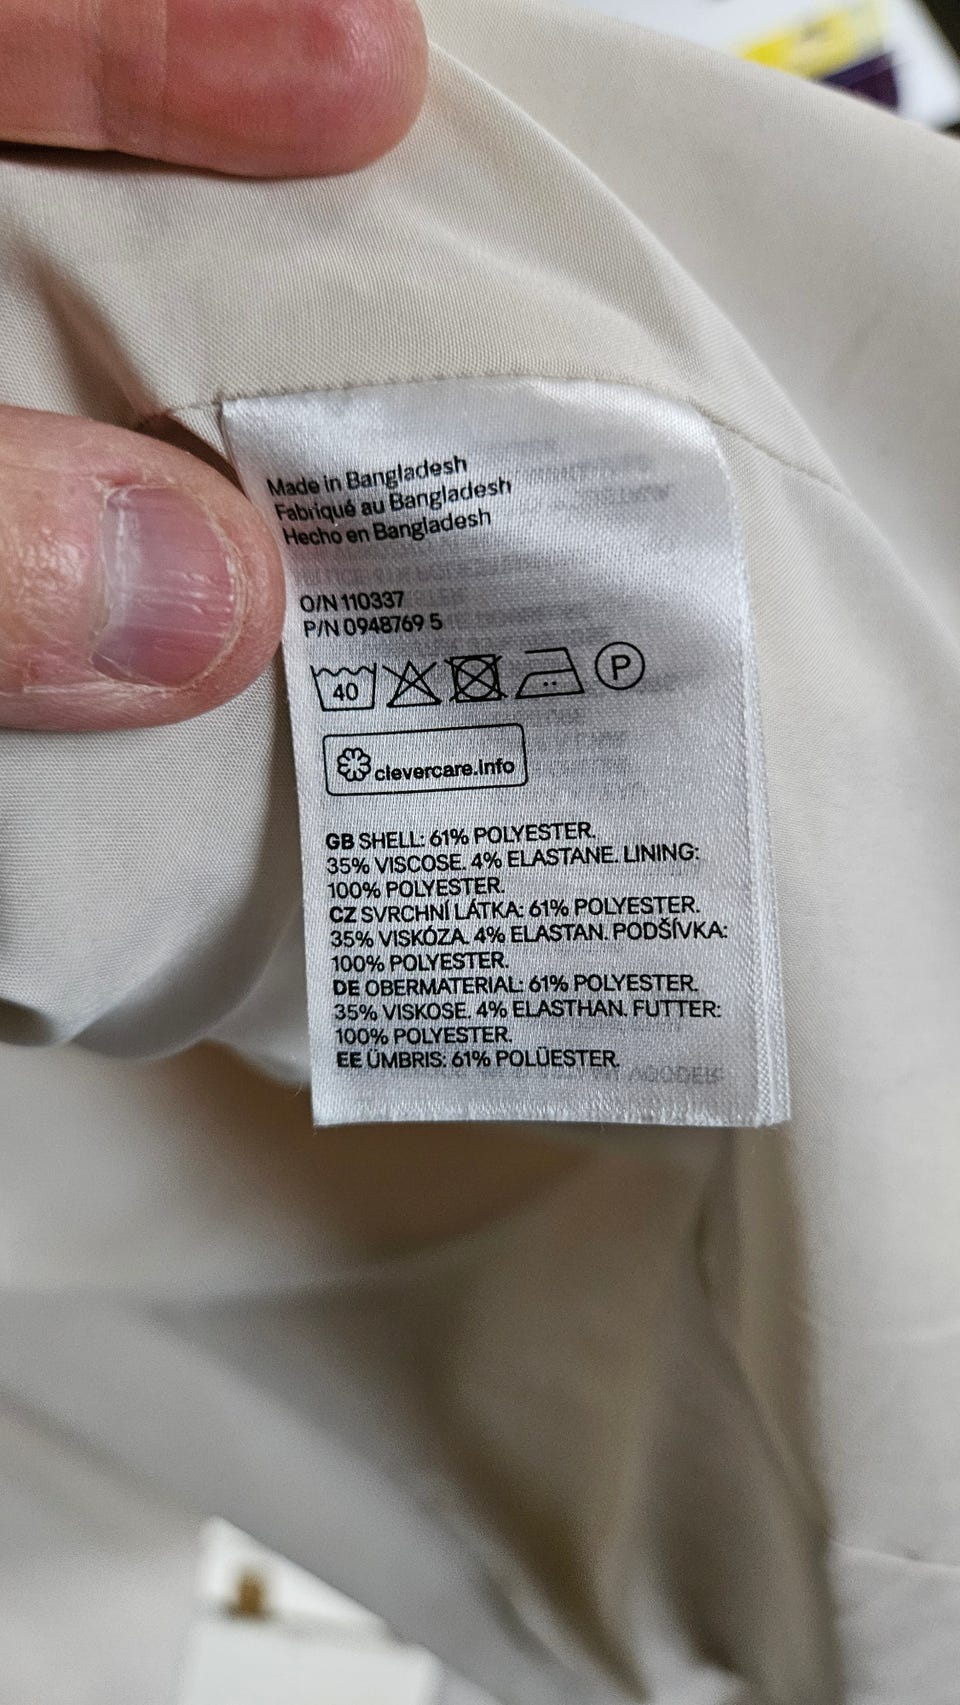 Made in Bangladesh
Fabriqué au Bangladesh
Hecho en Bangladesh
O/N 110337
P/N 0948769 5
40
P
clevercare.info
GB SHELL: 61% POLYESTER.
35% VISCOSE. 4% ELASTANE. LINING:
100% POLYESTER.
CZ SVRCHNÍ LÁTKA: 61% POLYESTER.
35% VISKÓZA. 4% ELASTAN. PODŠÍVKA:
100% POLYESTER.
DE OBERMATERIAL: 61% POLYESTER.
35% VISKOSE. 4% ELASTHAN. FUTTER:
100% POLYESTER.
EE ÜMBRIS: 61% POLÜESTER.